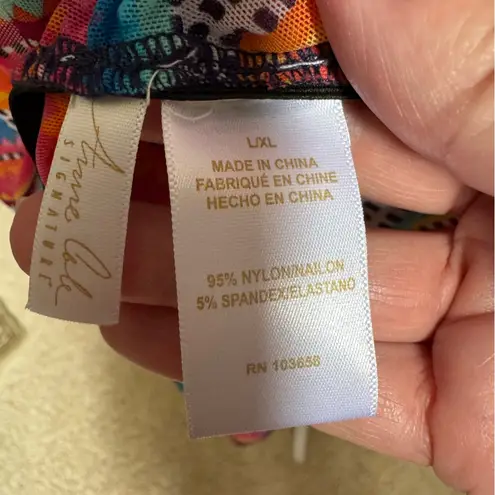 Anne Cole
SIGNATURE
L/XL
MADE IN CHINA
FABRIQUÉ EN CHINE
HECHO EN CHINA
95% NYLON/NAILON
5% SPANDEX/ELASTANO
RN 103658